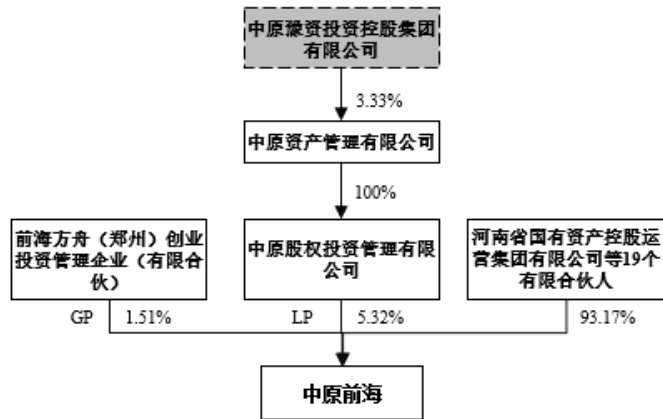 中原豫资投资控股集团
有限公司
3.33%
中原资产管理有限公司
100%
前海方舟（郑州）创业
投资管理企业（有限合
伙）
中原股权投资管理有限
公司
河南省国有资产控股运
营集团有限公司等19个
有限合伙人
GP 1.51%
LP 5.32%
93.17%
中原前海